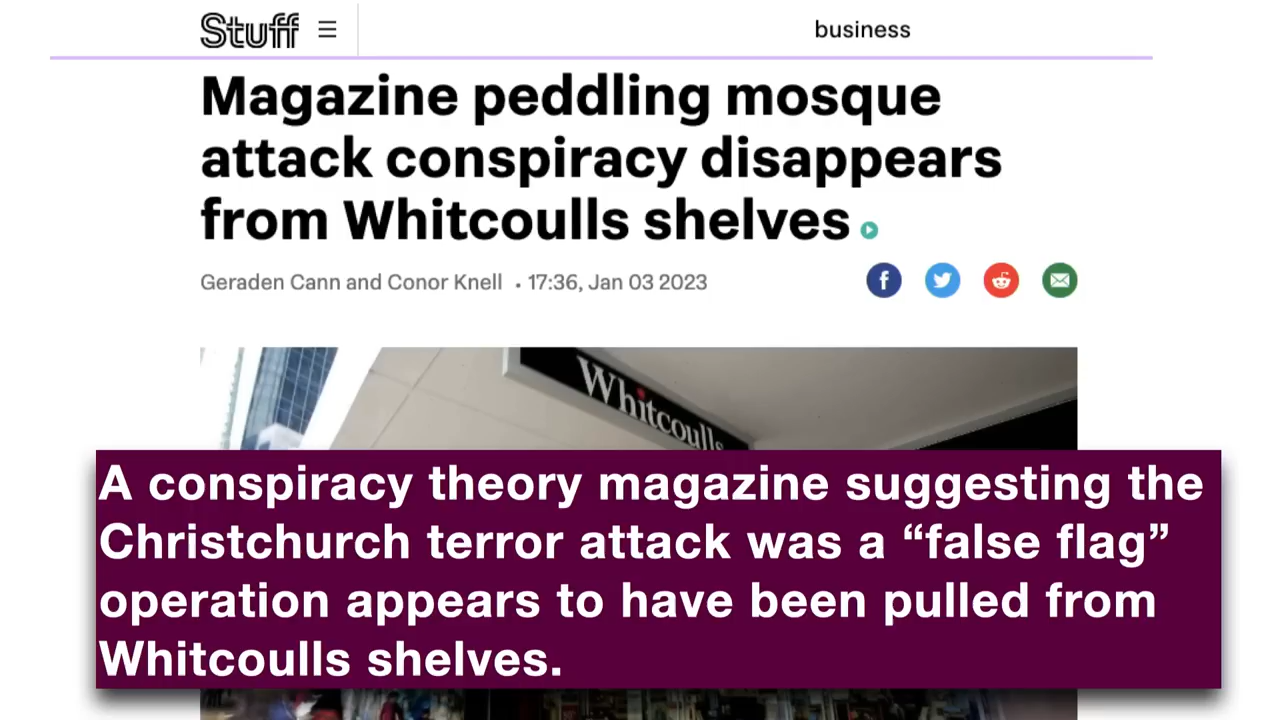 Stuff
business
Magazine peddling mosque
attack conspiracy disappears
from Whitcoulls shelves
Geraden Cann and Conor Knell • 17:36, Jan 03 2023
Whitcoulls
A conspiracy theory magazine suggesting the
Christchurch terror attack was a “false flag”
operation appears to have been pulled from
Whitcoulls shelves.